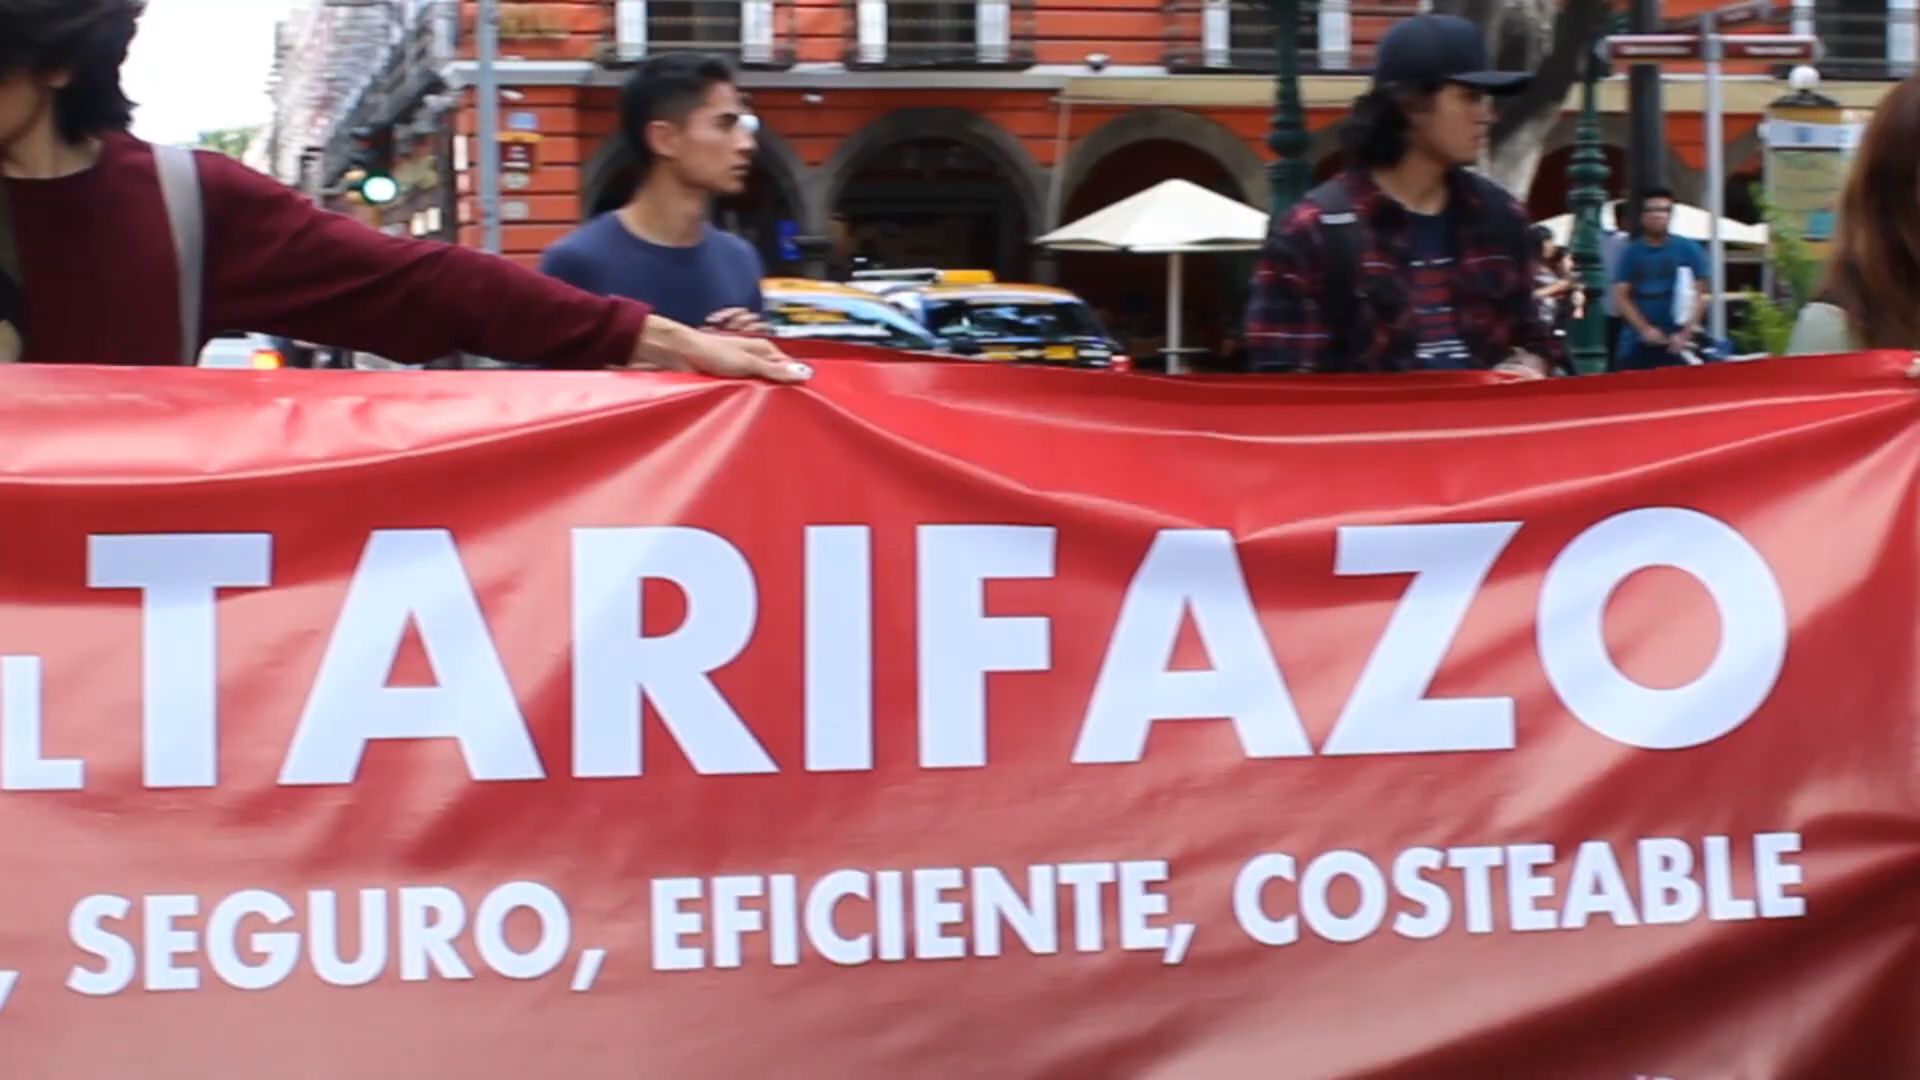 L TARIFAZO
, SEGURO, EFICIENTE, COSTEABLE